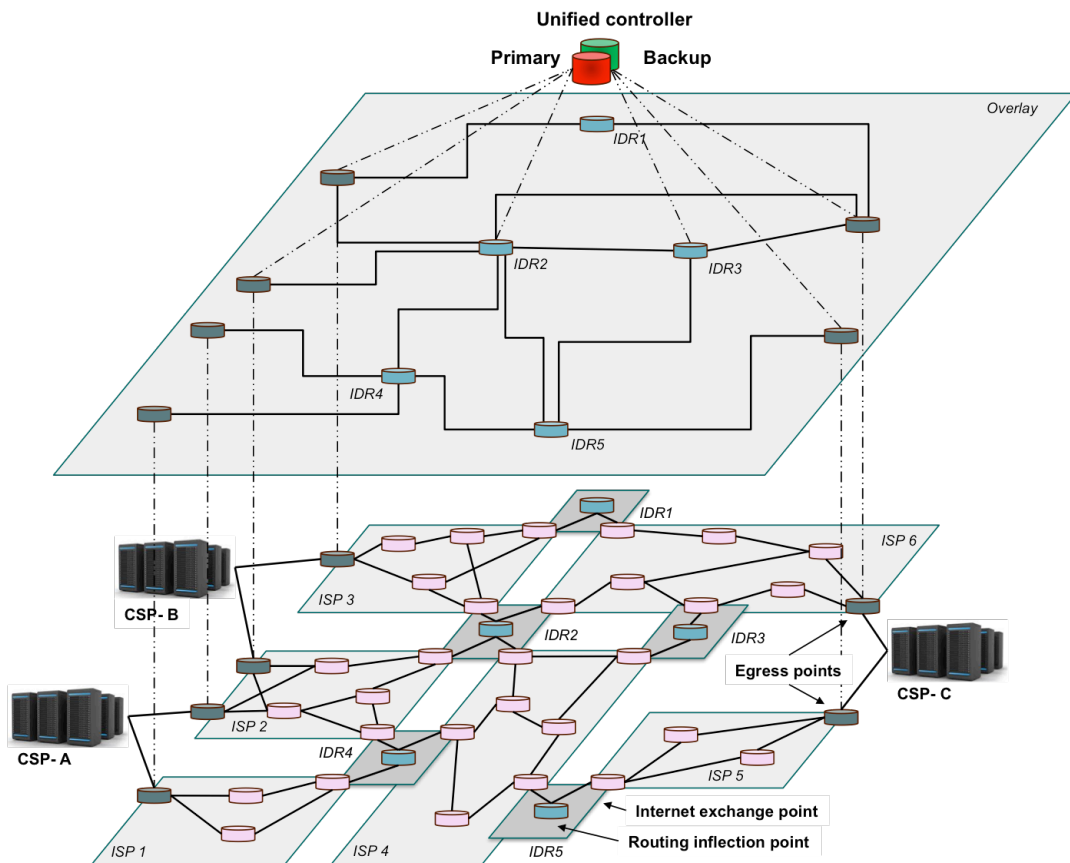 Unified controller
Primary
Backup
Overlay
IDR1
IDR2
IDR3
IDR4
IDR5
IDR1
ISP 6
CSP- B
ISP 3
IDR2
IDR3
Egress points
CSP- C
ISP 2
CSP- A
IDR4
ISP 5
Internet exchange point
Routing inflection point
ISP 1
ISP 4
IDR5